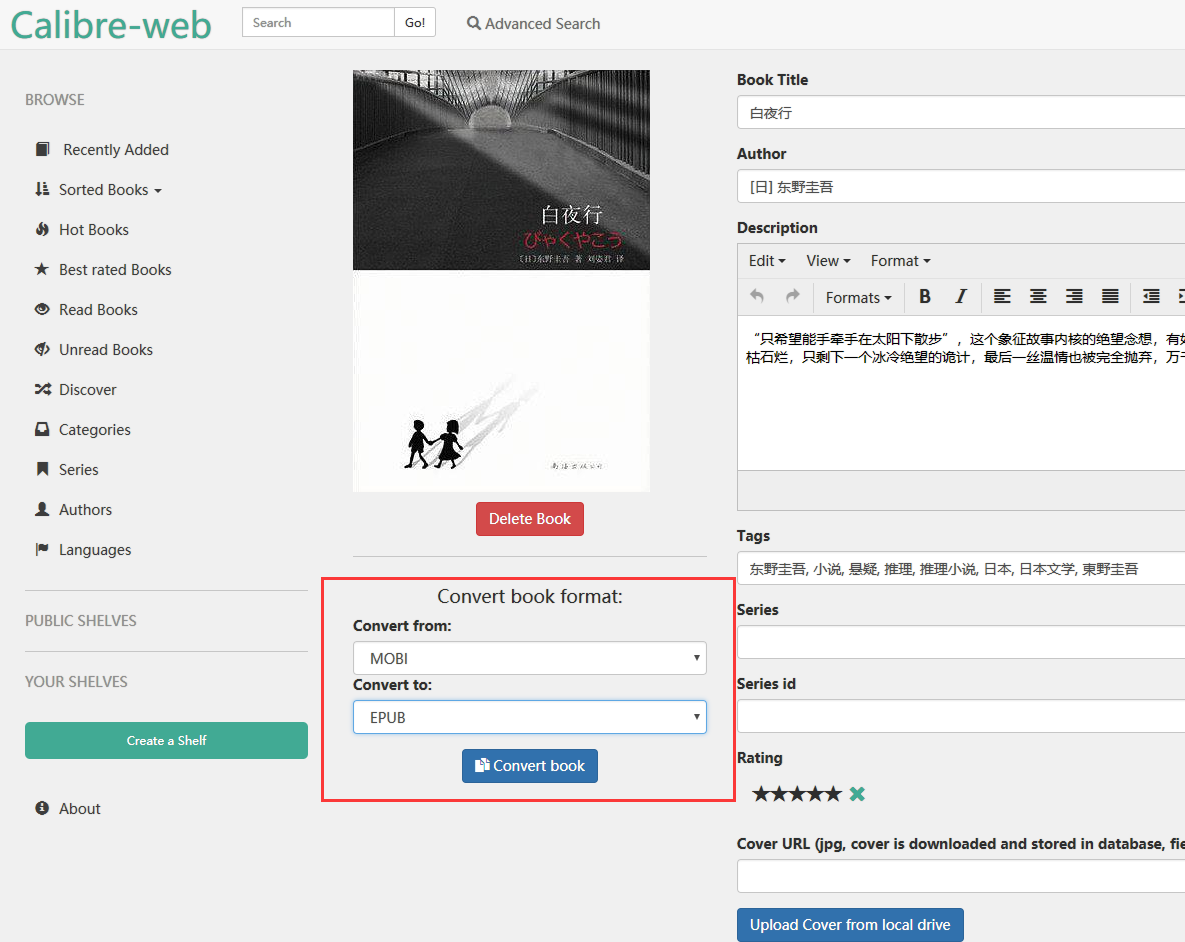 Calibre-web
Search
Go!
Advanced Search
BROWSE
Recently Added
Sorted Books
Hot Books
Best rated Books
Read Books
Unread Books
Discover
Categories
Series
Authors
Languages
PUBLIC SHELVES
YOUR SHELVES
Create a Shelf
About
白夜行
びゃくやこう
〔日〕东野圭吾 著 刘姿君 译
南海出版公司
Delete Book
Convert book format:
Convert from:
MOBI
Convert to:
EPUB
Convert book
Book Title
白夜行
Author
[日] 东野圭吾
Description
Edit View Format
Formats B I
“只希望能手牵手在太阳下散步”，这个象征故事内核的绝望念想，有如
枯石烂，只剩下一个冰冷绝望的诡计，最后一丝温情也被完全抛弃，万千
Tags
东野圭吾, 小说, 悬疑, 推理, 推理小说, 日本, 日本文学, 東野圭吾
Series
Series id
Rating
Cover URL (jpg, cover is downloaded and stored in database, fie
Upload Cover from local drive